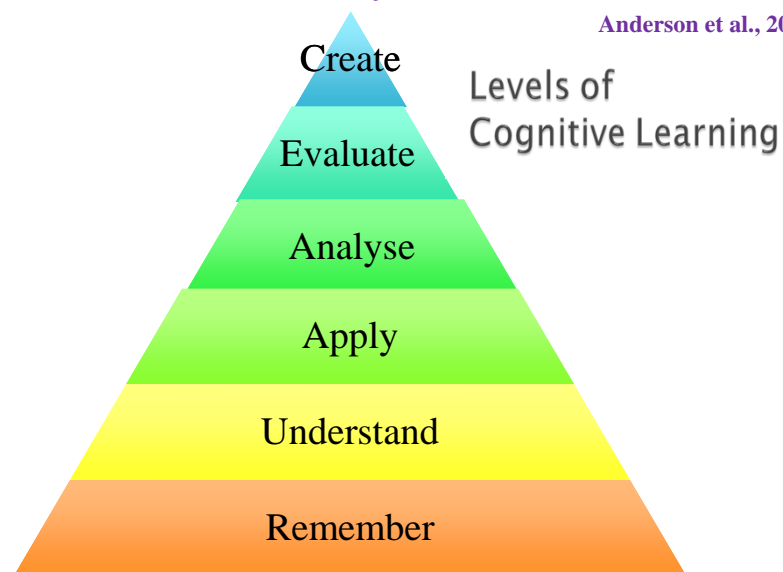 Anderson et al., 20
Levels of
Cognitive Learning
Create
Evaluate
Analyse
Apply
Understand
Remember